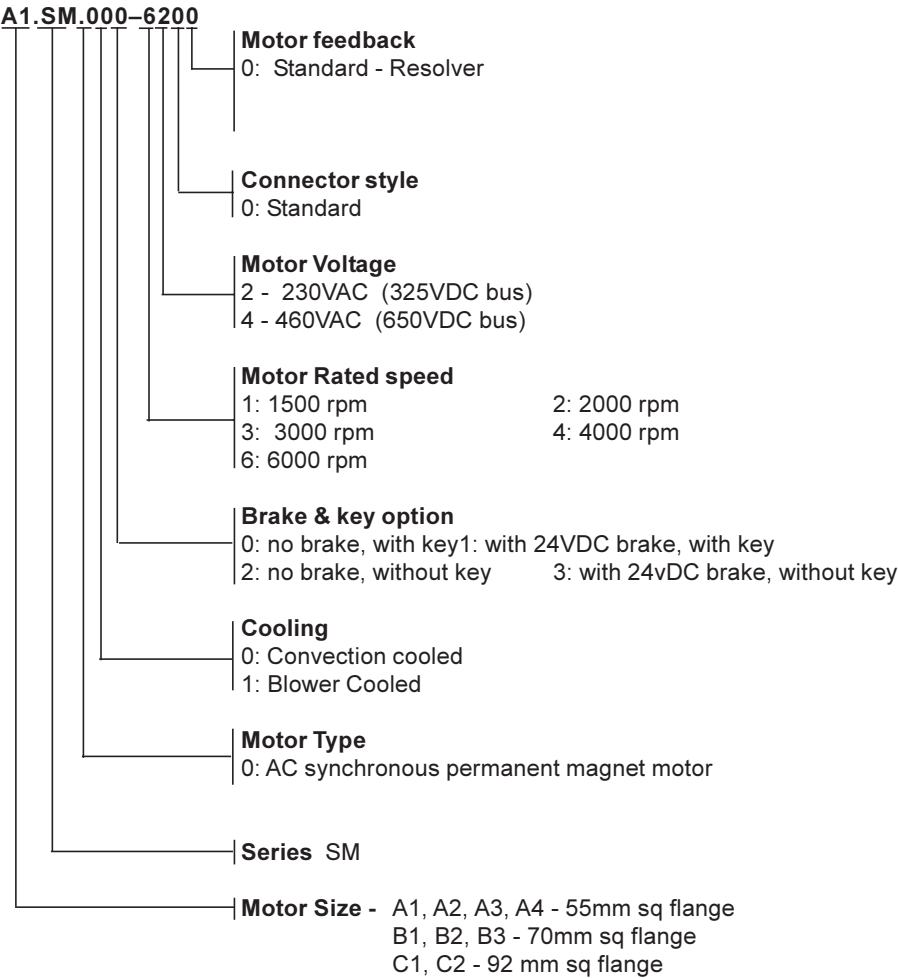 A1.SM.000–6200
Motor feedback
0: Standard - Resolver
Connector style
0: Standard
Motor Voltage
2 - 230VAC (325VDC bus)
4 - 460VAC (650VDC bus)
Motor Rated speed
1: 1500 rpm 2: 2000 rpm
3: 3000 rpm 4: 4000 rpm
6: 6000 rpm
Brake & key option
0: no brake, with key1: with 24VDC brake, with key
2: no brake, without key 3: with 24vDC brake, without key
Cooling
0: Convection cooled
1: Blower Cooled
Motor Type
0: AC synchronous permanent magnet motor
Series SM
Motor Size - A1, A2, A3, A4 - 55mm sq flange
B1, B2, B3 - 70mm sq flange
C1, C2 - 92 mm sq flange